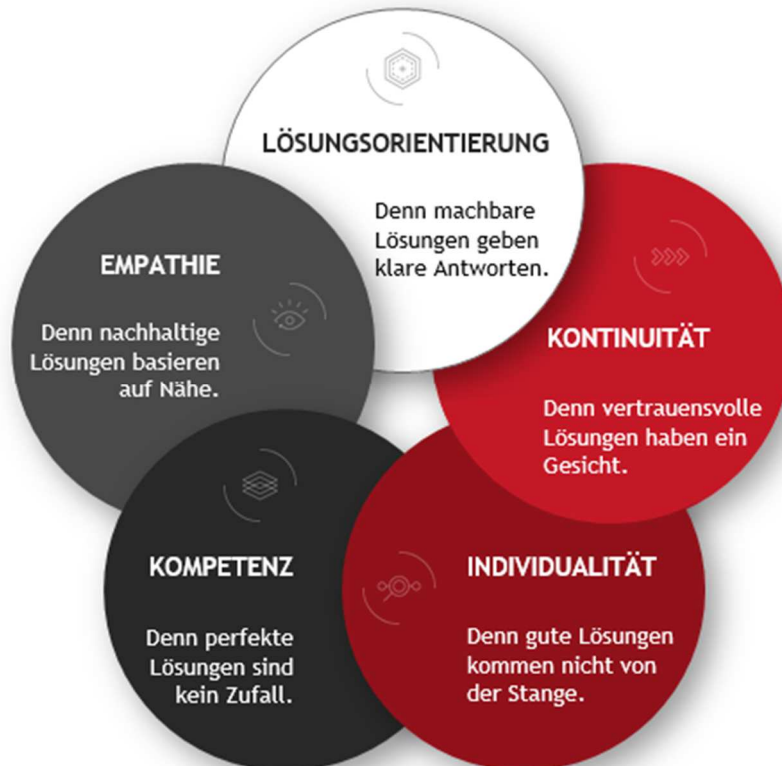 LÖSUNGSORIENTIERUNG
Denn machbare
Lösungen geben
klare Antworten.
EMPATHIE
Denn nachhaltige
Lösungen basieren
auf Nähe.
KONTINUITÄT
Denn vertrauensvolle
Lösungen haben ein
Gesicht.
KOMPETENZ
Denn perfekte
Lösungen sind
kein Zufall.
INDIVIDUALITÄT
Denn gute Lösungen
kommen nicht von
der Stange.